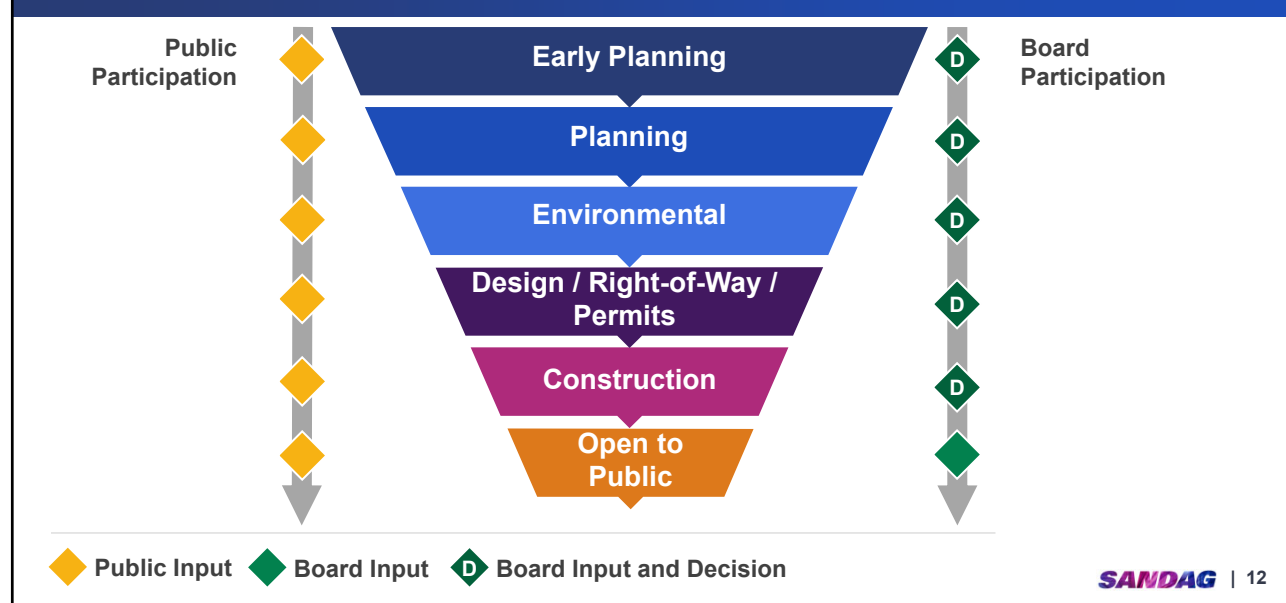 Public
Participation
Early Planning
D
Board
Participation
Planning
D
Environmental
D
Design / Right-of-Way /
Permits
D
Construction
D
Open to
Public
Public Input
Board Input
D
Board Input and Decision
SANDAG | 12